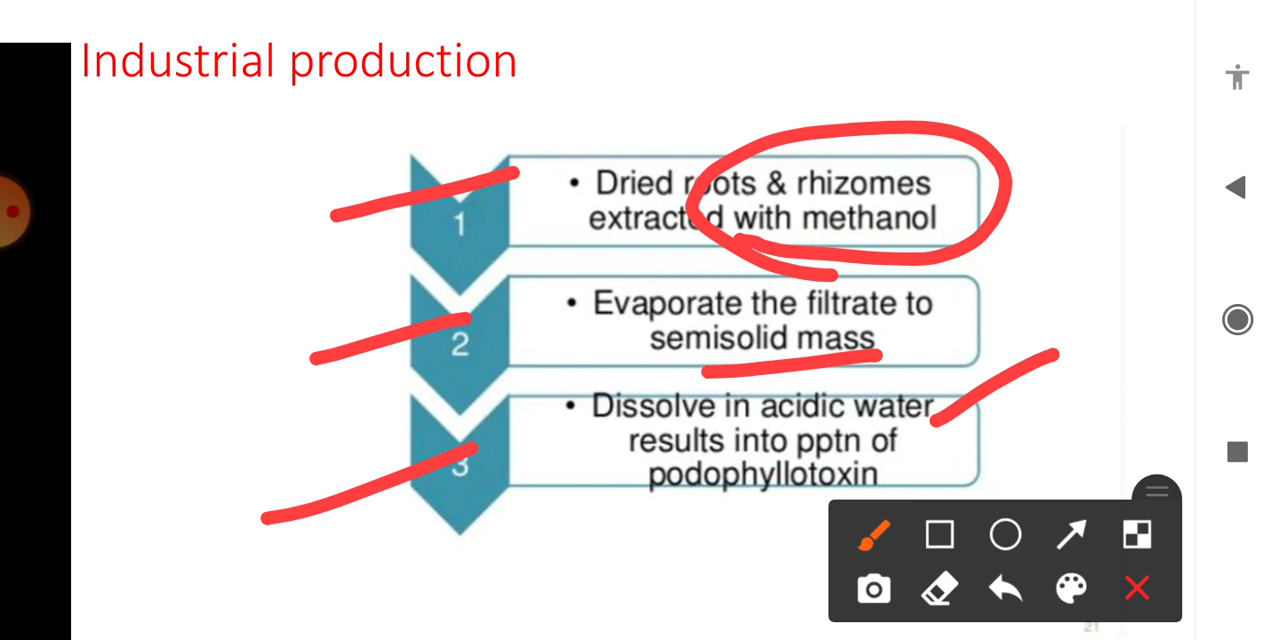 Industrial production
1
• Dried roots & rhizomes
extracted with methanol
2
• Evaporate the filtrate to
semisolid mass
3
• Dissolve in acidic water
results into pptn of
podophyllotoxin
21